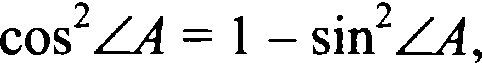 cos²∠A = 1 − sin²∠A,